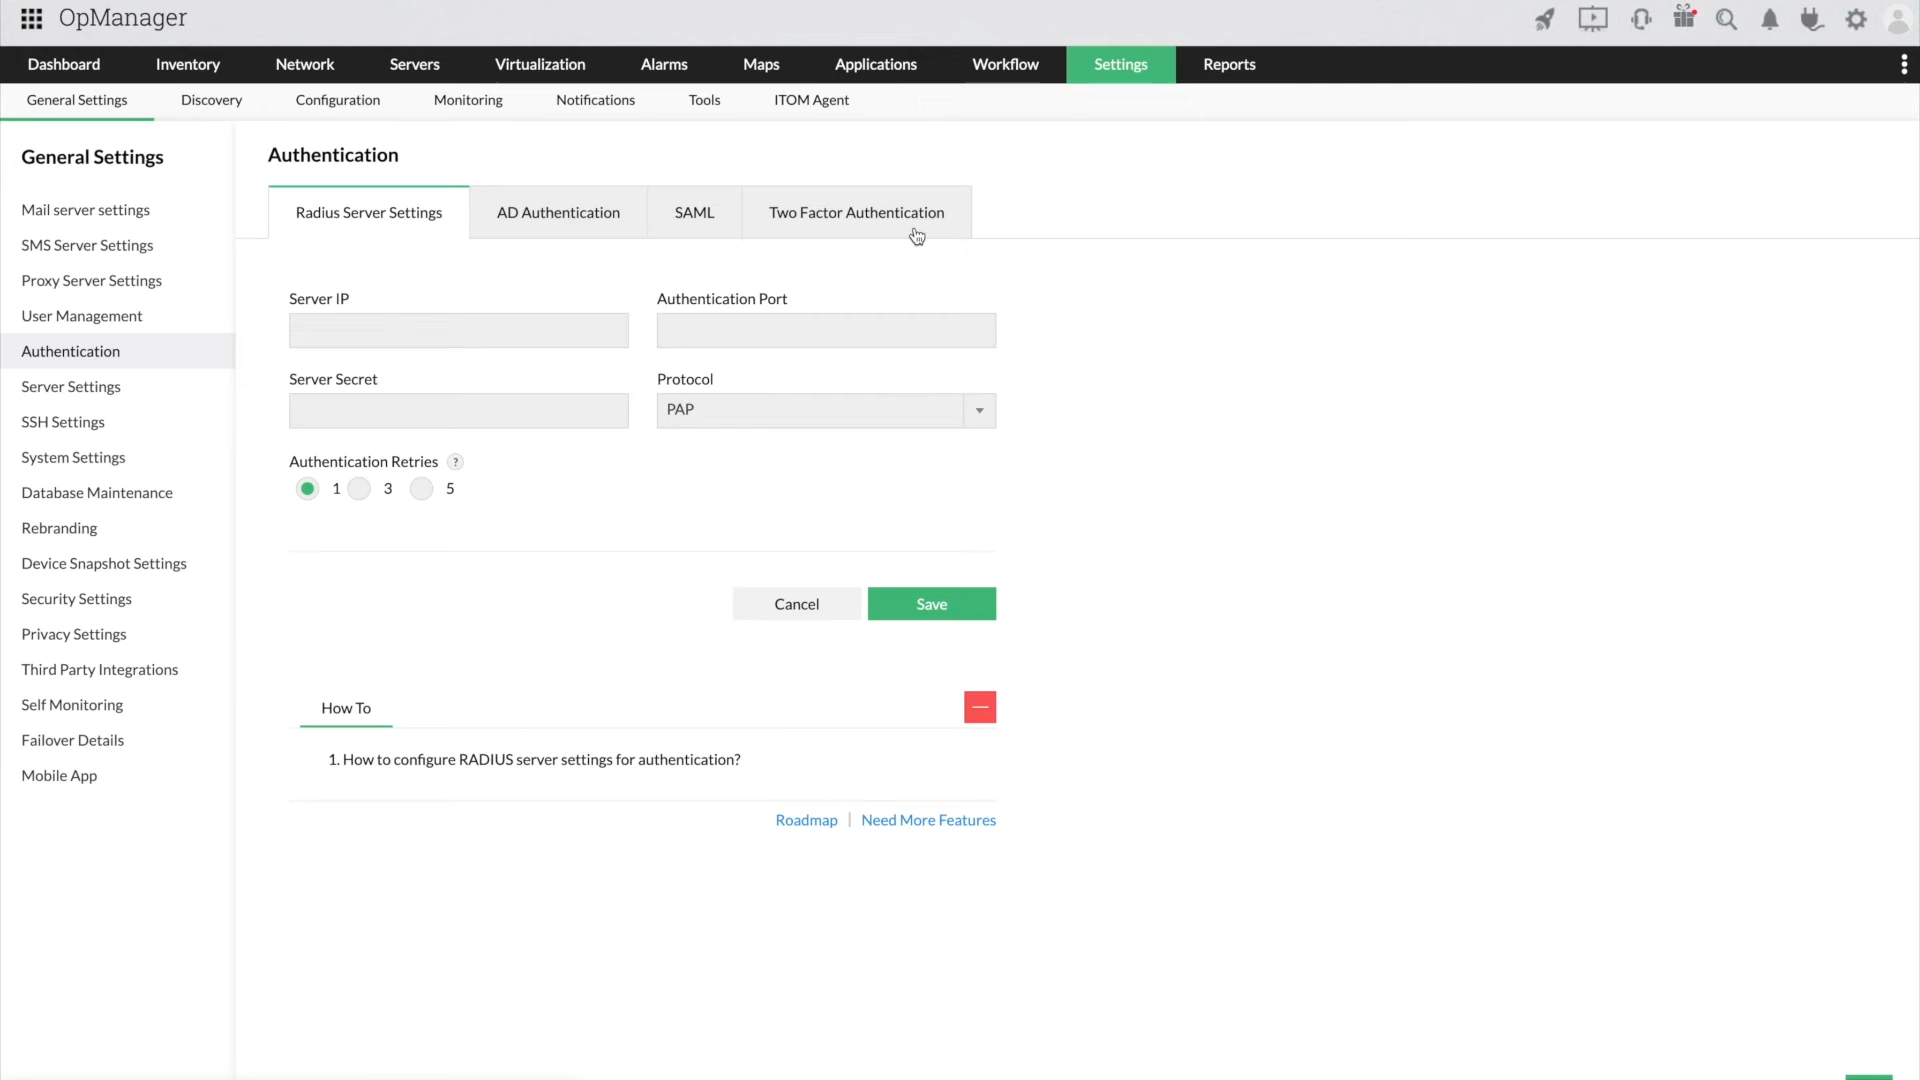 OpManager
Dashboard Inventory Network Servers Virtualization Alarms Maps Applications Workflow Settings Reports
General Settings Discovery Configuration Monitoring Notifications Tools ITOM Agent
General Settings
Mail server settings
SMS Server Settings
Proxy Server Settings
User Management
Authentication
Server Settings
SSH Settings
System Settings
Database Maintenance
Rebranding
Device Snapshot Settings
Security Settings
Privacy Settings
Third Party Integrations
Self Monitoring
Failover Details
Mobile App
Authentication
Radius Server Settings AD Authentication SAML Two Factor Authentication
Server IP Authentication Port
Server Secret Protocol
PAP
Authentication Retries ?
1 3 5
Cancel Save
How To
1. How to configure RADIUS server settings for authentication?
Roadmap | Need More Features